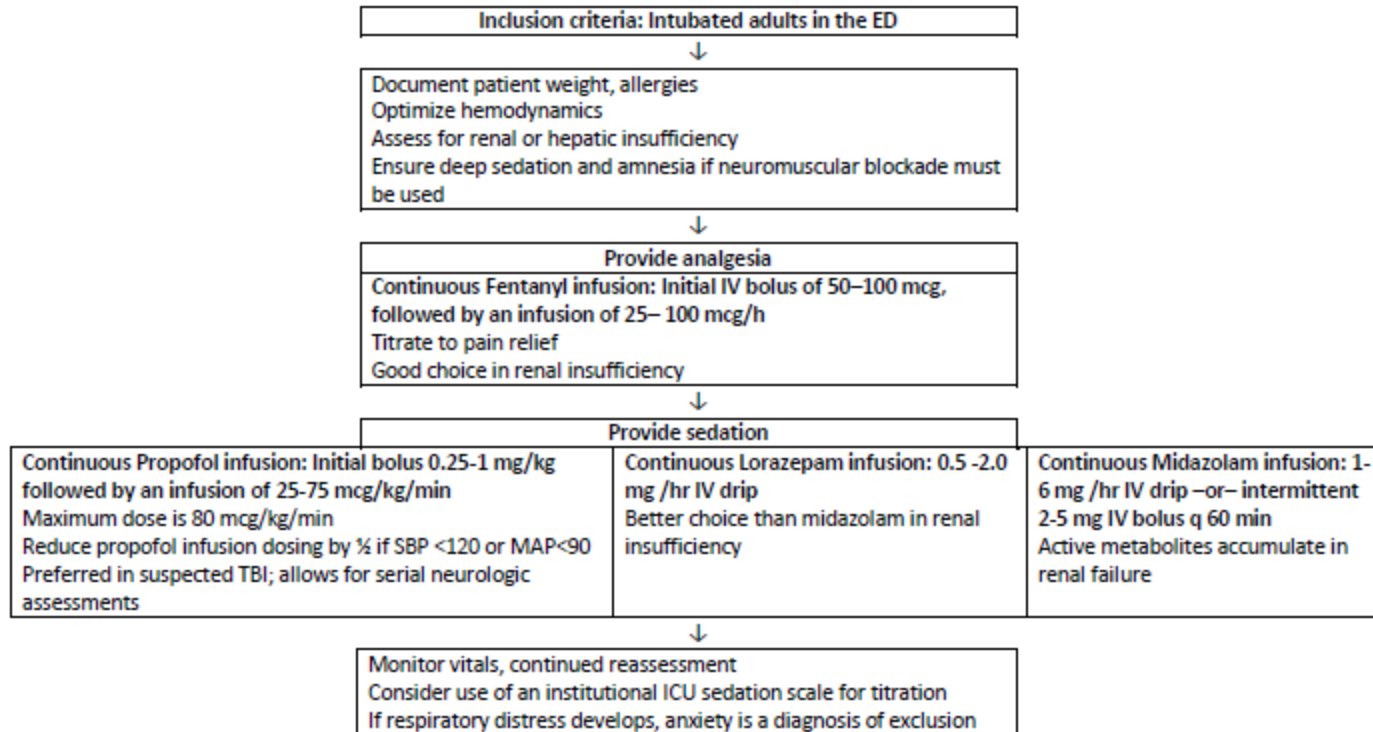 Inclusion criteria: Intubated adults in the ED
↓
Document patient weight, allergies
Optimize hemodynamics
Assess for renal or hepatic insufficiency
Ensure deep sedation and amnesia if neuromuscular blockade must
be used
↓
Provide analgesia
Continuous Fentanyl infusion: Initial IV bolus of 50–100 mcg,
followed by an infusion of 25– 100 mcg/h
Titrate to pain relief
Good choice in renal insufficiency
↓
Provide sedation
Continuous Propofol infusion: Initial bolus 0.25-1 mg/kg
followed by an infusion of 25-75 mcg/kg/min
Maximum dose is 80 mcg/kg/min
Reduce propofol infusion dosing by ½ if SBP <120 or MAP<90
Preferred in suspected TBI; allows for serial neurologic
assessments
Continuous Lorazepam infusion: 0.5 -2.0
mg /hr IV drip
Better choice than midazolam in renal
insufficiency
Continuous Midazolam infusion: 1-
6 mg /hr IV drip –or– intermittent
2-5 mg IV bolus q 60 min
Active metabolites accumulate in
renal failure
↓
Monitor vitals, continued reassessment
Consider use of an institutional ICU sedation scale for titration
If respiratory distress develops, anxiety is a diagnosis of exclusion